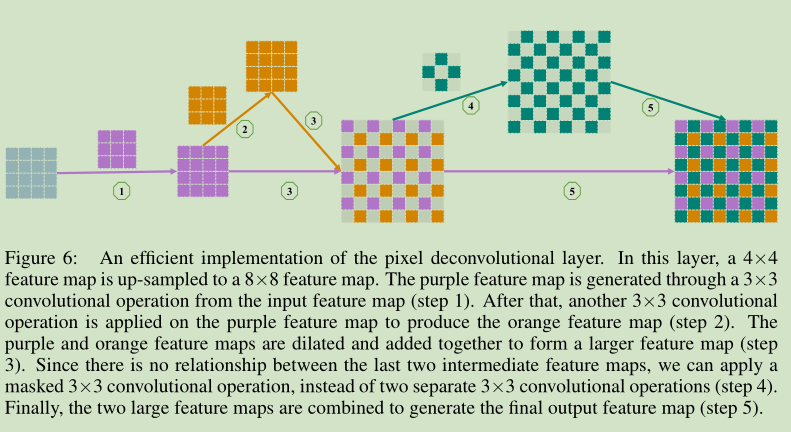 2
3
4
5
1
3
5
Figure 6: An efficient implementation of the pixel deconvolutional layer. In this layer, a 4×4
feature map is up-sampled to a 8×8 feature map. The purple feature map is generated through a 3×3
convolutional operation from the input feature map (step 1). After that, another 3×3 convolutional
operation is applied on the purple feature map to produce the orange feature map (step 2). The
purple and orange feature maps are dilated and added together to form a larger feature map (step
3). Since there is no relationship between the last two intermediate feature maps, we can apply a
masked 3×3 convolutional operation, instead of two separate 3×3 convolutional operations (step 4).
Finally, the two large feature maps are combined to generate the final output feature map (step 5).